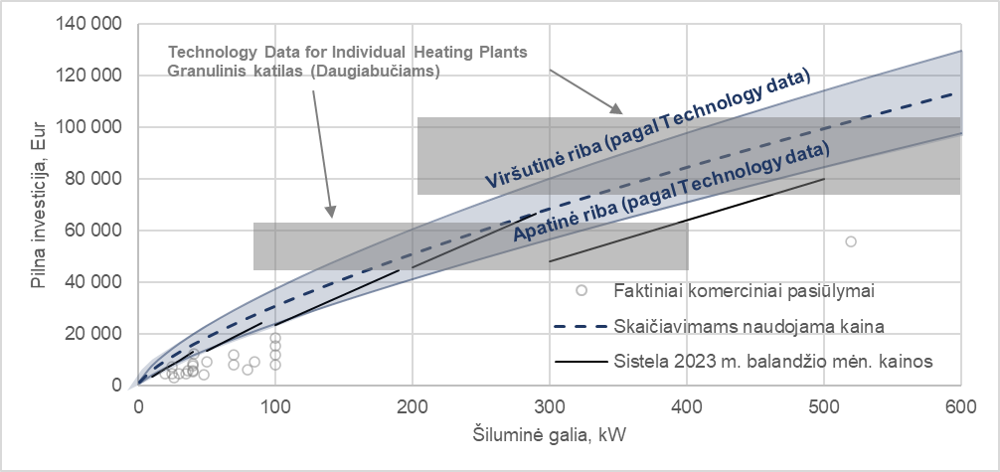 140 000
120 000
100 000
80 000
60 000
40 000
20 000
0
Pilna investicija, Eur
Technology Data for Individual Heating Plants
Granulinis katilas (Daugiabučiams)
Viršutinė riba (pagal Technology data)
Apatinė riba (pagal Technology data)
Faktiniai komerciniai pasiūlymai
Skaičiavimams naudojama kaina
Sistela 2023 m. balandžio mėn. kainos
0
100
200
300
400
500
600
Šiluminė galia, kW